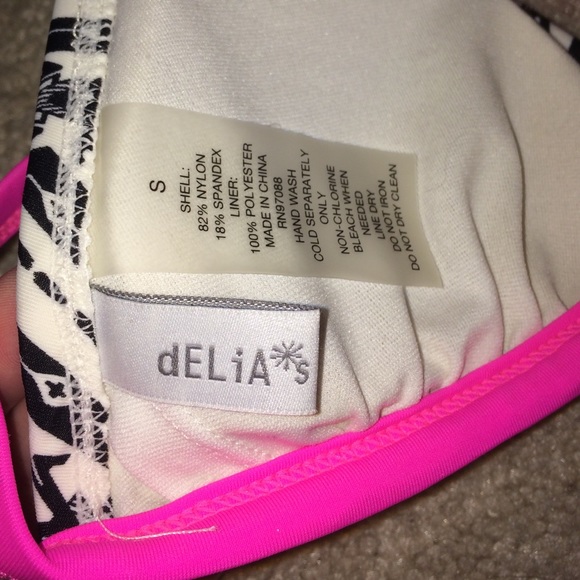 S
SHELL:
82% NYLON
18% SPANDEX
LINER:
100% POLYESTER
MADE IN CHINA
RN97088
HAND WASH
COLD SEPARATELY
ONLY
NON-CHLORINE
BLEACH WHEN
NEEDED
LINE DRY
DO NOT IRON
DO NOT DRY CLEAN
dELiA*s